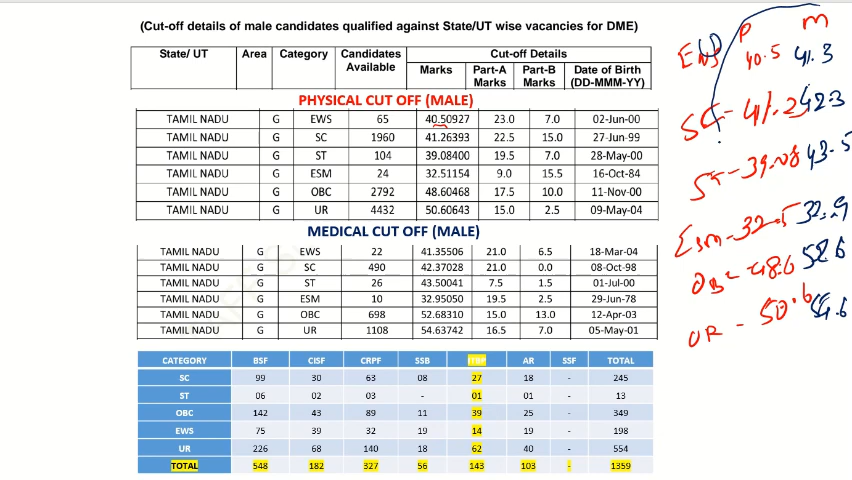 (Cut-off details of male candidates qualified against State/UT wise vacancies for DME)
State/ UT Area Category Candidates Available Cut-off Details
Marks Part-A Marks Part-B Marks Date of Birth (DD-MMM-YY)
PHYSICAL CUT OFF (MALE)
TAMIL NADU G EWS 65 40.50927 23.0 7.0 02-Jun-00
TAMIL NADU G SC 1960 41.26393 22.5 15.0 27-Jun-99
TAMIL NADU G ST 104 39.08400 19.5 7.0 28-May-00
TAMIL NADU G ESM 24 32.51154 9.0 15.5 16-Oct-84
TAMIL NADU G OBC 2792 48.60468 17.5 10.0 11-Nov-00
TAMIL NADU G UR 4432 50.60643 15.0 2.5 09-May-04
MEDICAL CUT OFF (MALE)
TAMIL NADU G EWS 22 41.35506 21.0 6.5 18-Mar-04
TAMIL NADU G SC 490 42.37028 21.0 0.0 08-Oct-98
TAMIL NADU G ST 26 43.50041 7.5 1.5 01-Jul-00
TAMIL NADU G ESM 10 32.95050 19.5 2.5 29-Jun-78
TAMIL NADU G OBC 698 52.68310 15.0 13.0 12-Apr-03
TAMIL NADU G UR 1108 54.63742 16.5 7.0 05-May-01
CATEGORY BSF CISF CRPF SSB AR SSF TOTAL
SC 99 30 63 08 27 18 - 245
ST 06 02 03 - 01 01 - 13
OBC 142 43 89 11 39 25 - 349
EWS 75 39 32 19 14 19 - 198
UR 226 68 140 18 62 40 - 554
TOTAL 548 182 327 56 143 103 - 1359
P M
EWS 40.5 41.3
SC - 41.2 42.3
ST - 39.08 43.5
ESM - 32.5 32.9
48.6 52.6
UR - 50.6